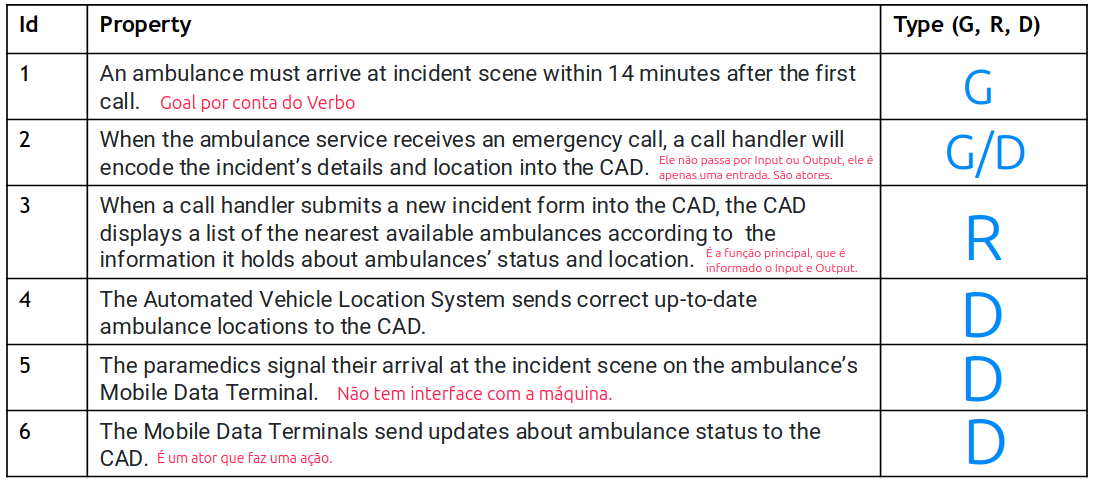 Id Property Type (G, R, D)
1 An ambulance must arrive at incident scene within 14 minutes after the first
call. Goal por conta do Verbo G
2 When the ambulance service receives an emergency call, a call handler will
encode the incident's details and location into the CAD. Ele não passa por Input ou Output, ele é
apenas uma entrada. São atores. G/D
3 When a call handler submits a new incident form into the CAD, the CAD
displays a list of the nearest available ambulances according to the
information it holds about ambulances' status and location. É a função principal, que é
informado o Input e Output. R
4 The Automated Vehicle Location System sends correct up-to-date
ambulance locations to the CAD. D
5 The paramedics signal their arrival at the incident scene on the ambulance's
Mobile Data Terminal. Não tem interface com a máquina. D
6 The Mobile Data Terminals send updates about ambulance status to the
CAD. É um ator que faz uma ação. D